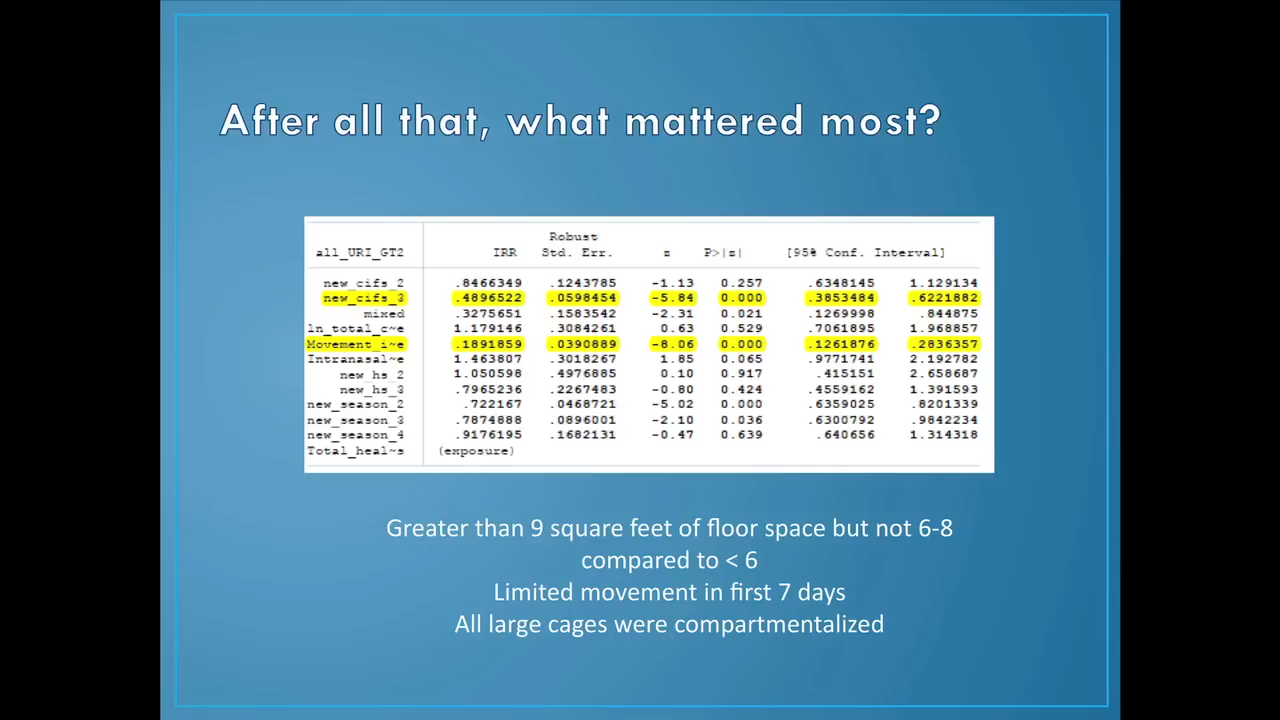 After all that, what mattered most?
Robust
all_URI_GT2 IRR Std. Err. z P>|z| [95% Conf. Interval]
new_cifs_2 .8466349 .1243785 -1.13 0.257 .6348145 1.129134
new_cifs_3 .4896522 .0598454 -5.84 0.000 .3853484 .6221882
mixed .3275651 .1583542 -2.31 0.021 .1269998 .844875
ln_total_c~e 1.179146 .3084261 0.63 0.529 .7061895 1.968857
Movement_i~e .1891859 .0390889 -8.06 0.000 .1261876 .2836357
Intranasal~e 1.463807 .3018267 1.85 0.065 .9771741 2.192782
new_hs_2 1.050598 .4976885 0.10 0.917 .415151 2.658687
new_hs_3 .7965236 .2267483 -0.80 0.424 .4559162 1.391593
new_season_2 .722167 .0468721 -5.02 0.000 .6359025 .8201339
new_season_3 .7874888 .0896001 -2.10 0.036 .6300792 .9842234
new_season_4 .9176195 .1682131 -0.47 0.639 .640656 1.314318
Total_heal~s (exposure)
Greater than 9 square feet of floor space but not 6-8
compared to < 6
Limited movement in first 7 days
All large cages were compartmentalized